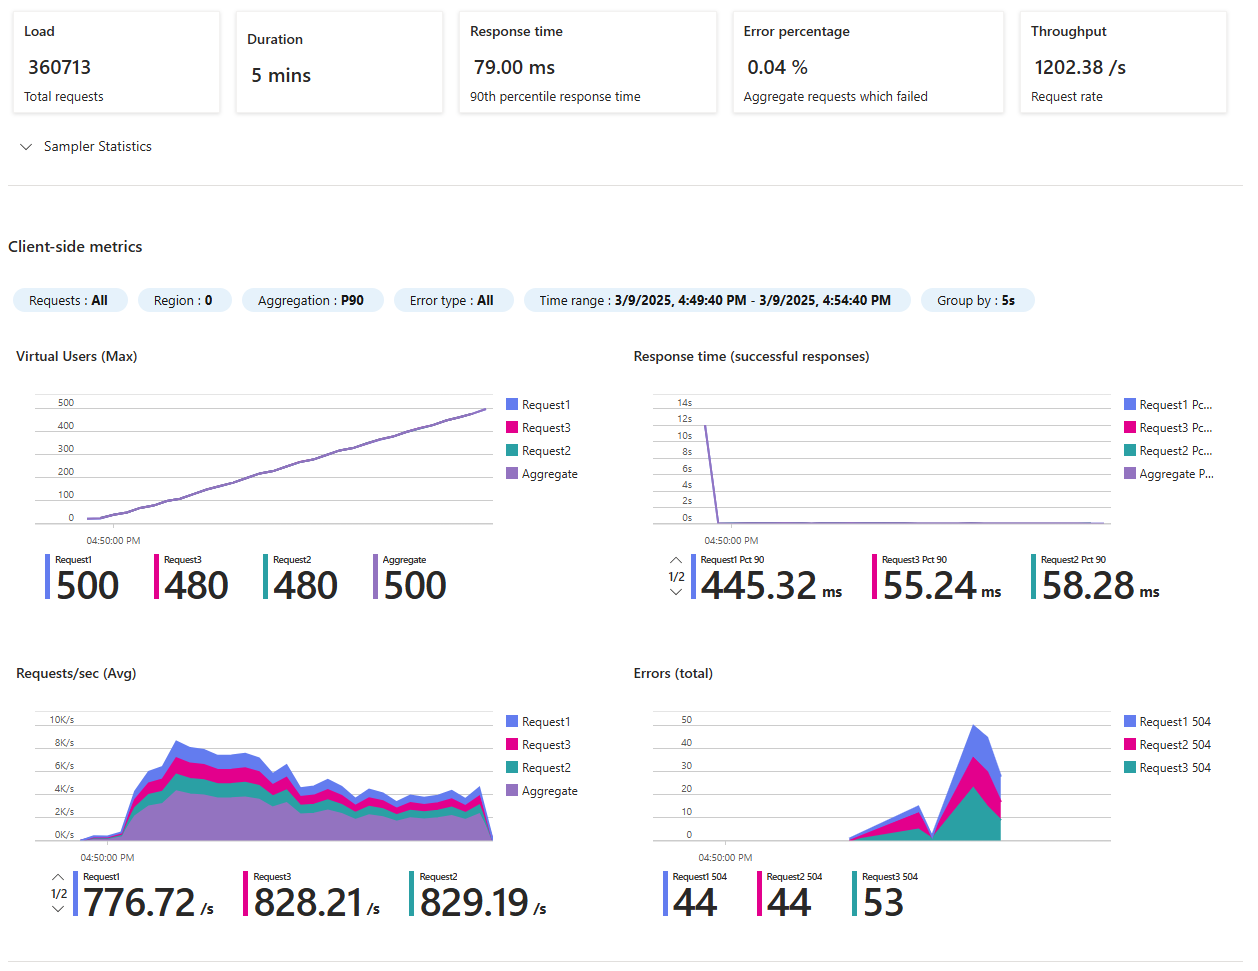 Load
360713
Total requests
Duration
5 mins
Response time
79.00 ms
90th percentile response time
Error percentage
0.04 %
Aggregate requests which failed
Throughput
1202.38 /s
Request rate
Sampler Statistics
Client-side metrics
Requests : All
Region : 0
Aggregation : P90
Error type : All
Time range : 3/9/2025, 4:49:40 PM - 3/9/2025, 4:54:40 PM
Group by : 5s
Virtual Users (Max)
500
400
300
200
100
0
04:50:00 PM
Request1
Request3
Request2
Aggregate
Request1
500
Request3
480
Request2
480
Aggregate
500
Response time (successful responses)
14s
12s
10s
8s
6s
4s
2s
0s
04:50:00 PM
Request1 Pc...
Request3 Pc...
Request2 Pc...
Aggregate P...
1/2
Request1 Pct 90
445.32 ms
Request3 Pct 90
55.24 ms
Request2 Pct 90
58.28 ms
Requests/sec (Avg)
10K/s
8K/s
6K/s
4K/s
2K/s
0K/s
04:50:00 PM
Request1
Request3
Request2
Aggregate
1/2
Request1
776.72 /s
Request3
828.21 /s
Request2
829.19 /s
Errors (total)
50
40
30
20
10
0
04:50:00 PM
Request1 504
Request2 504
Request3 504
Request1 504
44
Request2 504
44
Request3 504
53